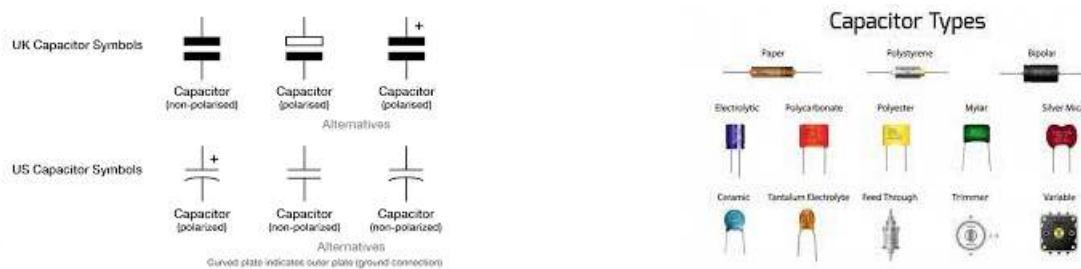 UK Capacitor Symbols
+
Capacitor Capacitor Capacitor
(non-polarised) (polarised) (polarised)
Alternatives
US Capacitor Symbols
+
Capacitor Capacitor Capacitor
(polarized) (non-polarized) (non-polarized)
Alternatives
Curved plate indicates outer plate (ground connection)
Capacitor Types
Paper Polystyrene Bipolar
Electrolytic Polycarbonate Polyester Mylar Silver Mica
Ceramic Tantalum Electrolyte Feed Through Trimmer Variable